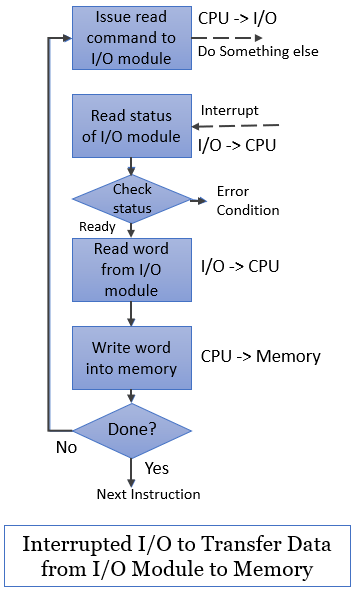 Issue read
command to
I/O module
CPU -> I/O
Do Something else
Read status
of I/O module
Interrupt
I/O -> CPU
Check
status
Error
Condition
Ready
Read word
from I/O
module
I/O -> CPU
Write word
into memory
CPU -> Memory
Done?
No
Yes
Next Instruction
Interrupted I/O to Transfer Data
from I/O Module to Memory